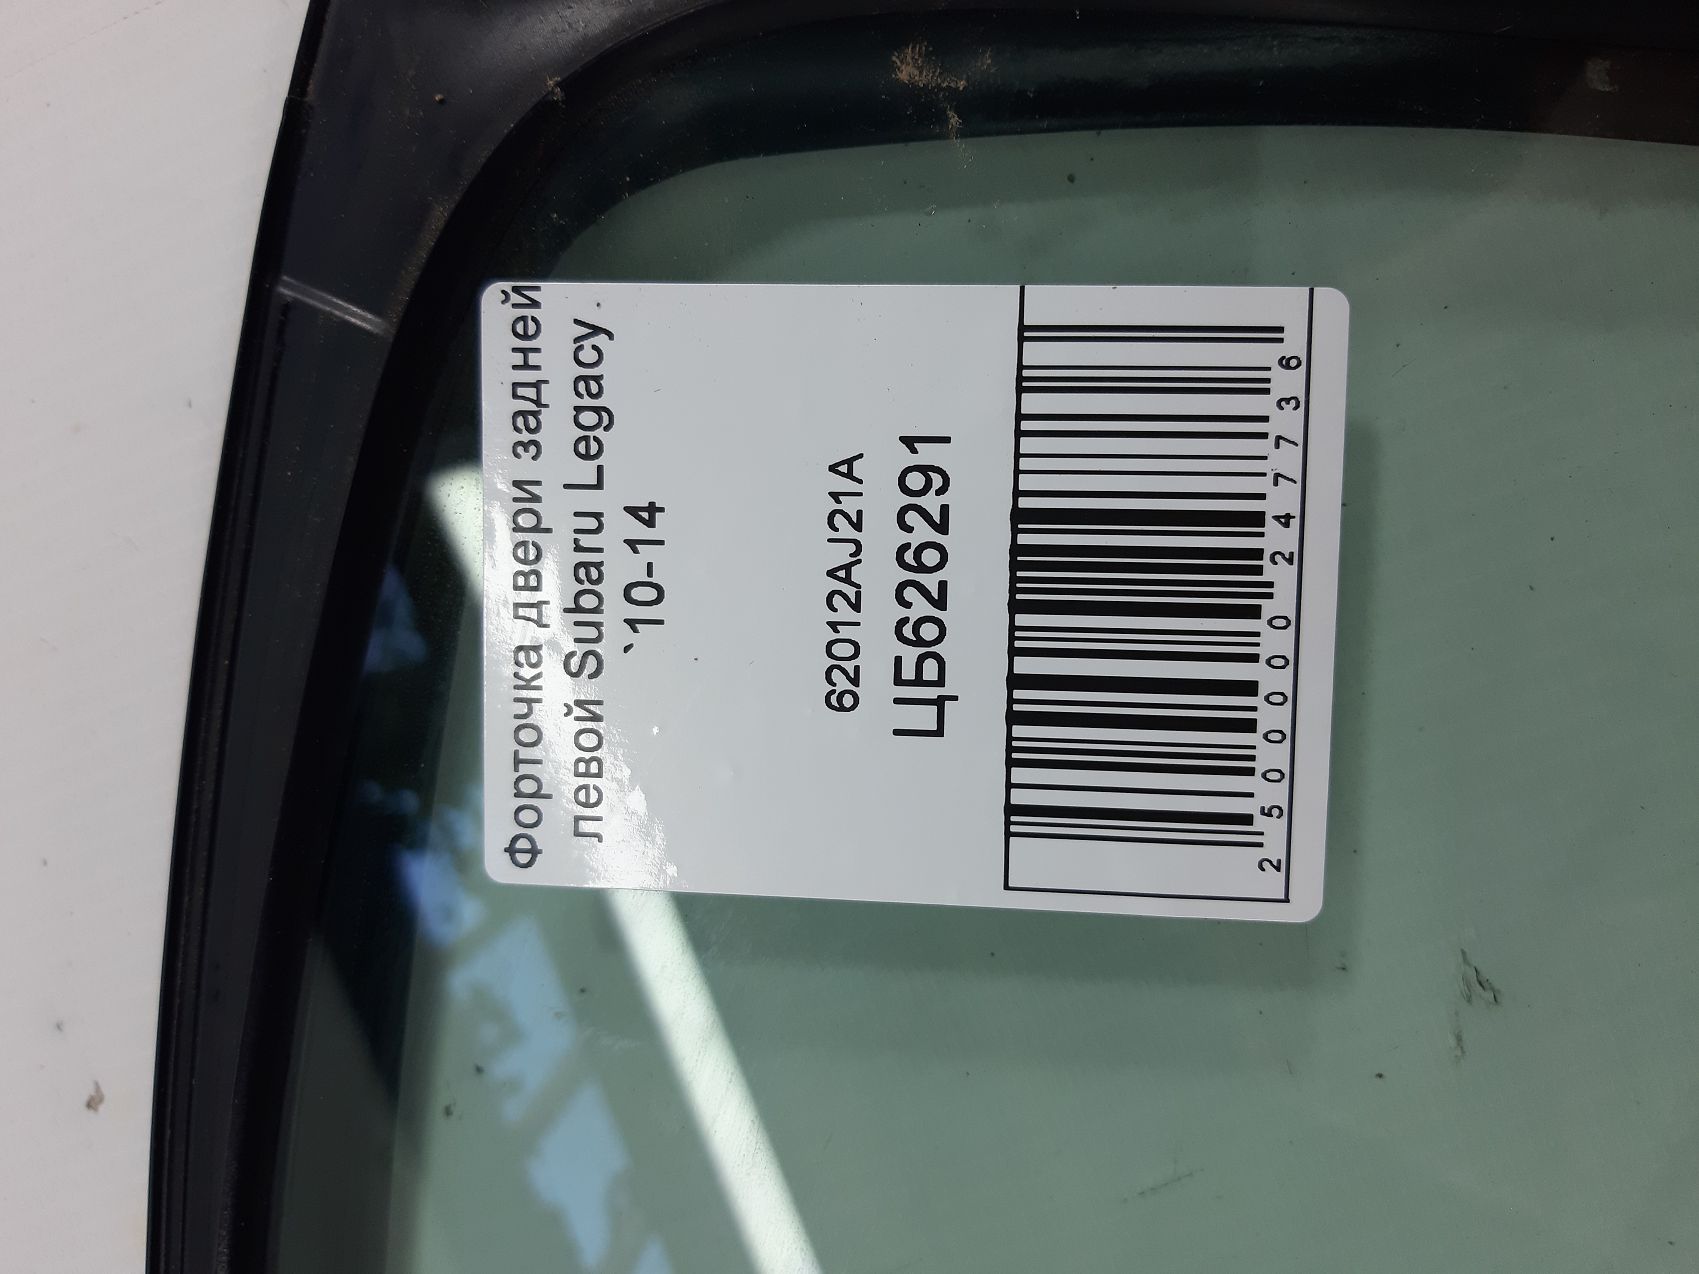 Форточка двери задней
левой Subaru Legacy.
`10-14
62012AJ21A
ЦБ626291
2500000247736